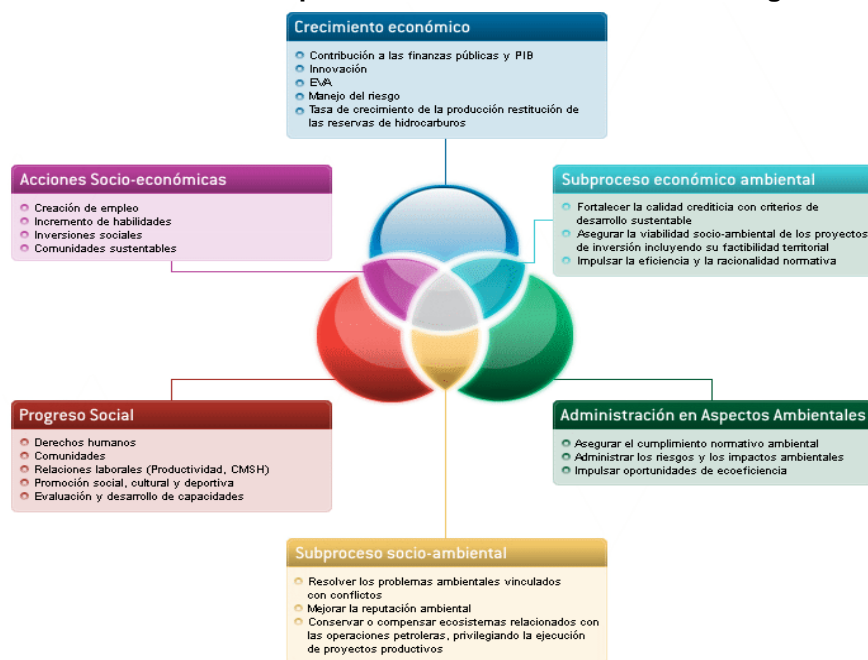 Crecimiento económico
Contribución a las finanzas públicas y PIB
Innovación
EVA
Manejo del riesgo
Tasa de crecimiento de la producción restitución de
las reservas de hidrocarburos
Acciones Socio-económicas
Creación de empleo
Incremento de habilidades
Inversiones sociales
Comunidades sustentables
Subproceso económico ambiental
Fortalecer la calidad crediticia con criterios de
desarrollo sustentable
Asegurar la viabilidad socio-ambiental de los proyectos
de inversión incluyendo su factibilidad territorial
Impulsar la eficiencia y la racionalidad normativa
Progreso Social
Derechos humanos
Comunidades
Relaciones laborales (Productividad, CMSH)
Promoción social, cultural y deportiva
Evaluación y desarrollo de capacidades
Administración en Aspectos Ambientales
Asegurar el cumplimiento normativo ambiental
Administrar los riesgos y los impactos ambientales
Impulsar oportunidades de ecoeficiencia
Subproceso socio-ambiental
Resolver los problemas ambientales vinculados
con conflictos
Mejorar la reputación ambiental
Conservar o compensar ecosistemas relacionados con
las operaciones petroleras, privilegiando la ejecución
de proyectos productivos